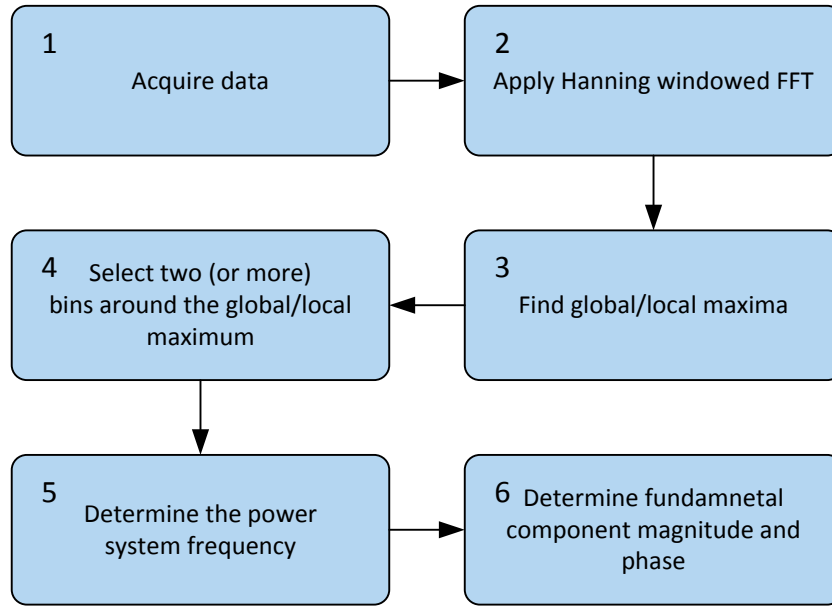 1
Acquire data
2
Apply Hanning windowed FFT
3
Find global/local maxima
4
Select two (or more)
bins around the global/local
maximum
5
Determine the power
system frequency
6
Determine fundamnetal
component magnitude and
phase